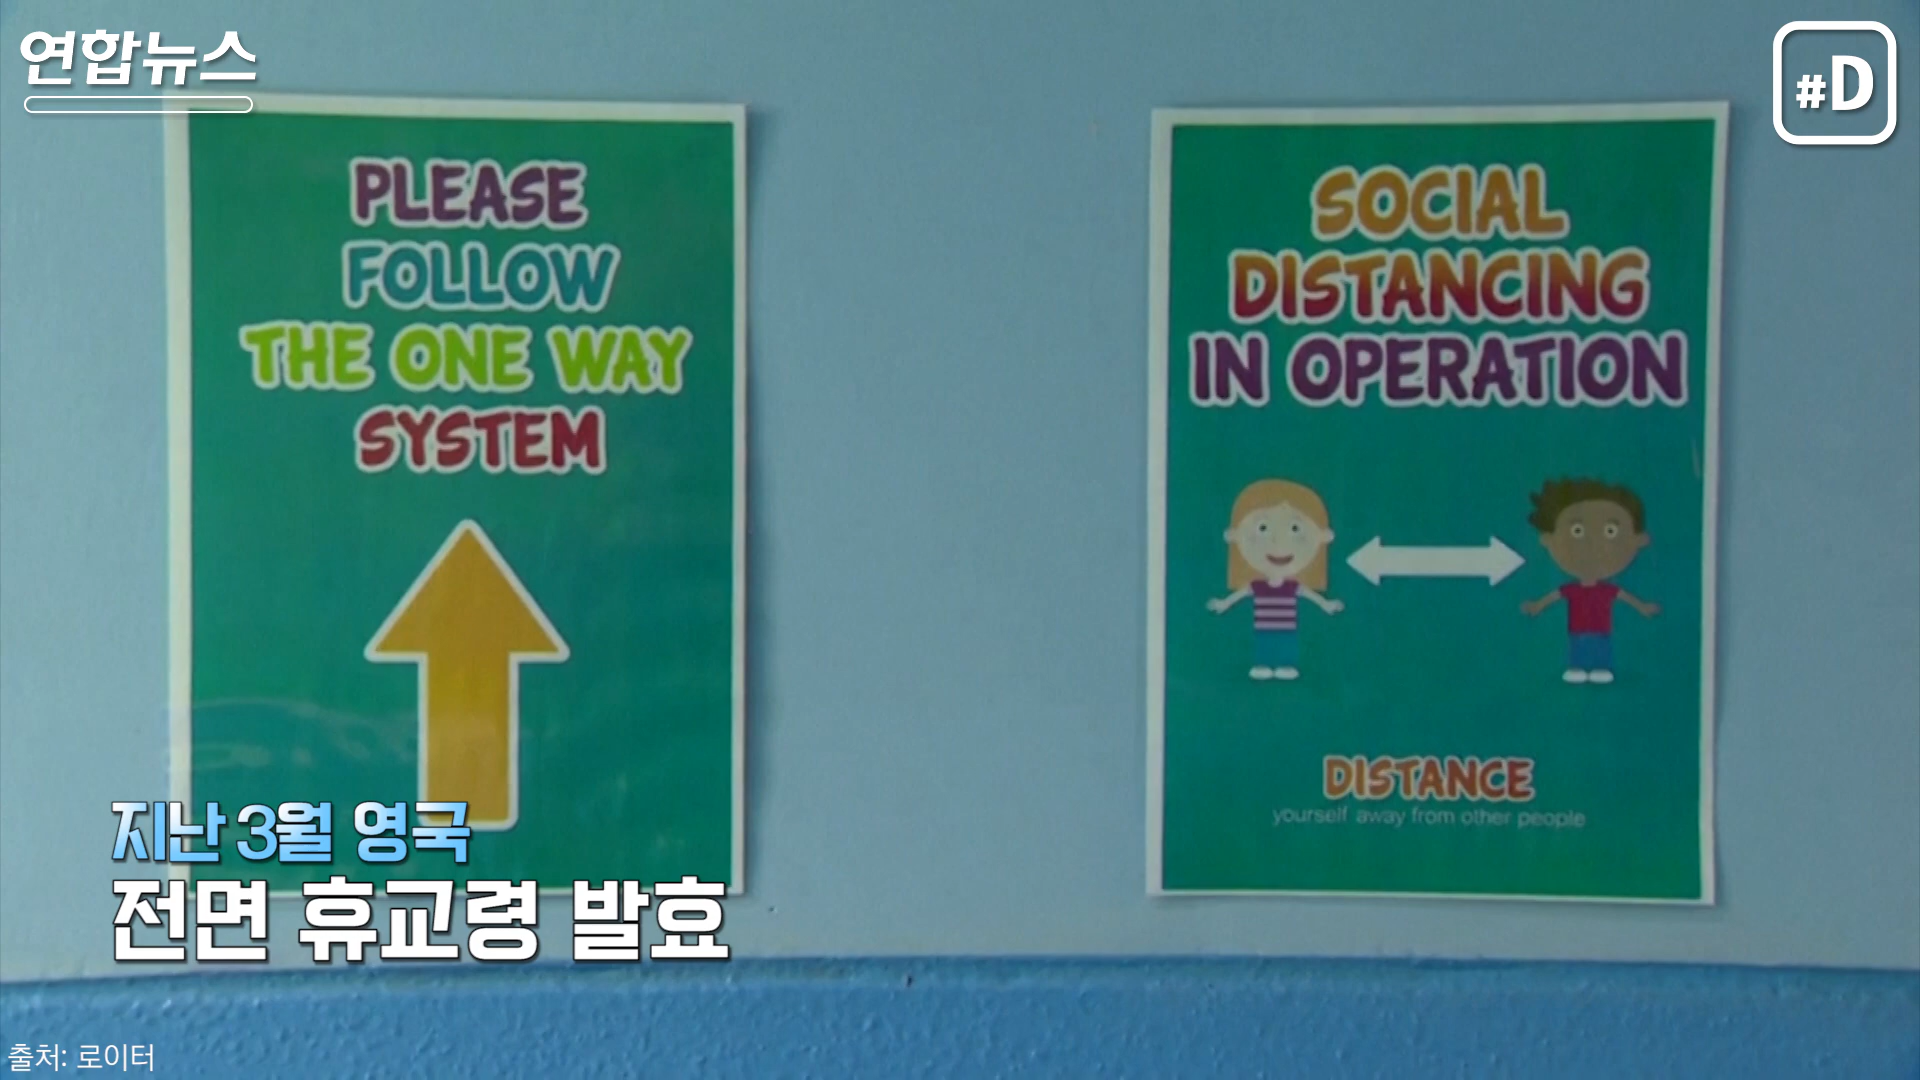 연합뉴스
#D
PLEASE
FOLLOW
THE ONE WAY
SYSTEM
SOCIAL
DISTANCING
IN OPERATION
DISTANCE
yourself away from other people
지난 3월 영국
전면 휴교령 발효
출처: 로이터